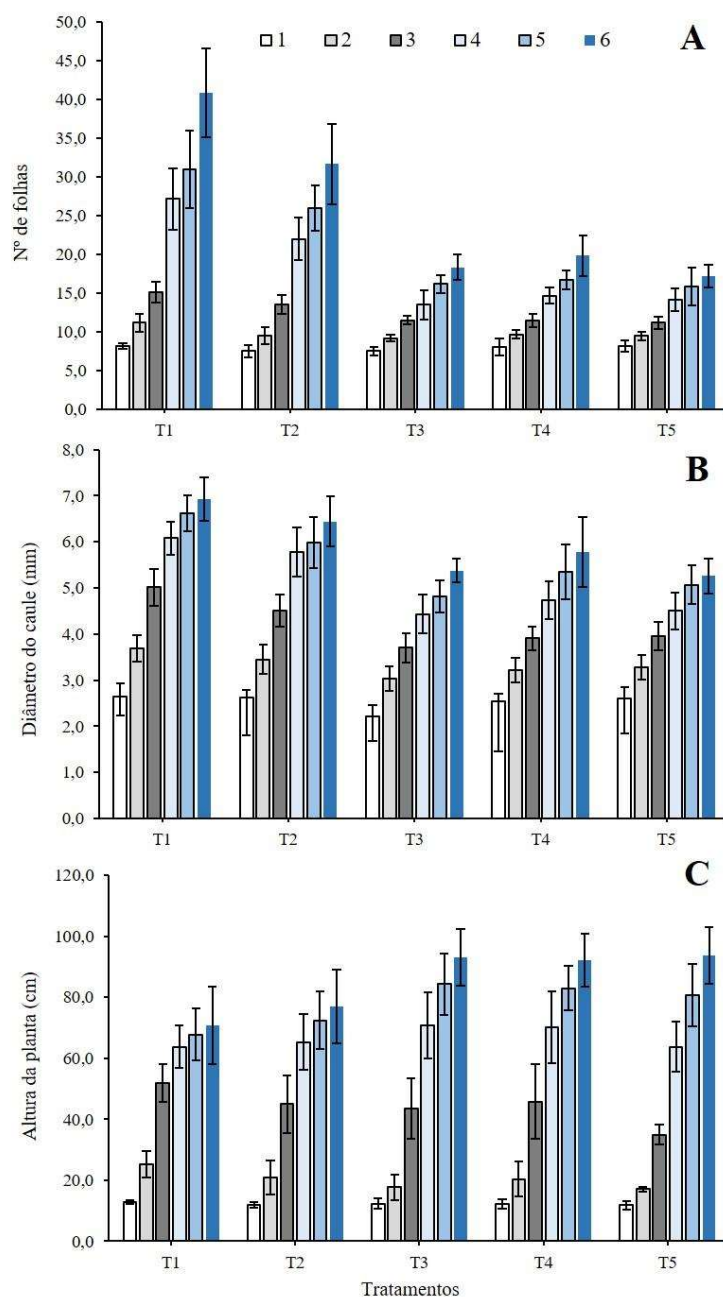 50,0
1 2 3 4 5 6
A
45,0
40,0
35,0
30,0
25,0
20,0
15,0
10,0
5,0
0,0
Nº de folhas
T1 T2 T3 T4 T5
8,0
B
7,0
6,0
5,0
4,0
3,0
2,0
1,0
0,0
Diâmetro do caule (mm)
T1 T2 T3 T4 T5
120,0
C
100,0
80,0
60,0
40,0
20,0
0,0
Altura da planta (cm)
T1 T2 T3 T4 T5
Tratamentos